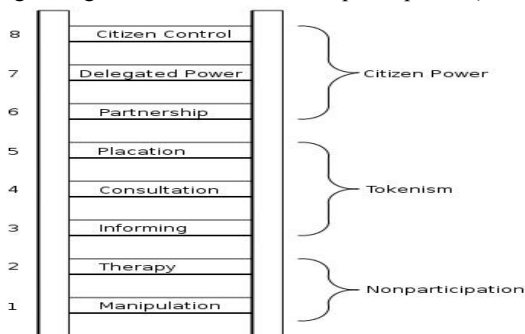 8 Citizen Control
7 Delegated Power Citizen Power
6 Partnership
5 Placation
4 Consultation Tokenism
3 Informing
2 Therapy
Nonparticipation
1 Manipulation